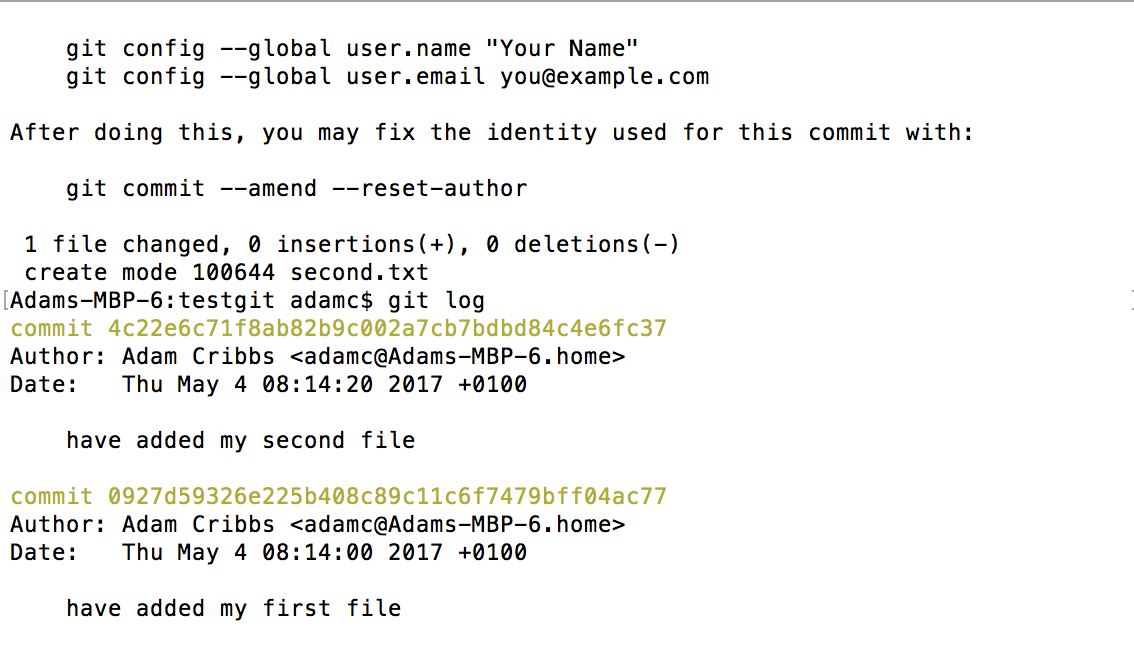 git config --global user.name "Your Name"
git config --global user.email you@example.com
After doing this, you may fix the identity used for this commit with:
git commit --amend --reset-author
1 file changed, 0 insertions(+), 0 deletions(-)
create mode 100644 second.txt
[Adams-MBP-6:testgit adamc$ git log
commit 4c22e6c71f8ab82b9c002a7cb7bdbd84c4e6fc37
Author: Adam Cribbs <adamc@Adams-MBP-6.home>
Date:   Thu May 4 08:14:20 2017 +0100
have added my second file
commit 0927d59326e225b408c89c11c6f7479bff04ac77
Author: Adam Cribbs <adamc@Adams-MBP-6.home>
Date:   Thu May 4 08:14:00 2017 +0100
have added my first file